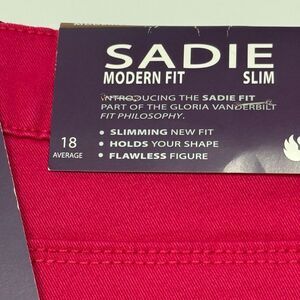 SADIE
MODERN FIT SLIM
INTRODUCING THE SADIE FIT
PART OF THE GLORIA VANDERBILT
FIT PHILOSOPHY.
• SLIMMING NEW FIT
• HOLDS YOUR SHAPE
• FLAWLESS FIGURE
18
AVERAGE